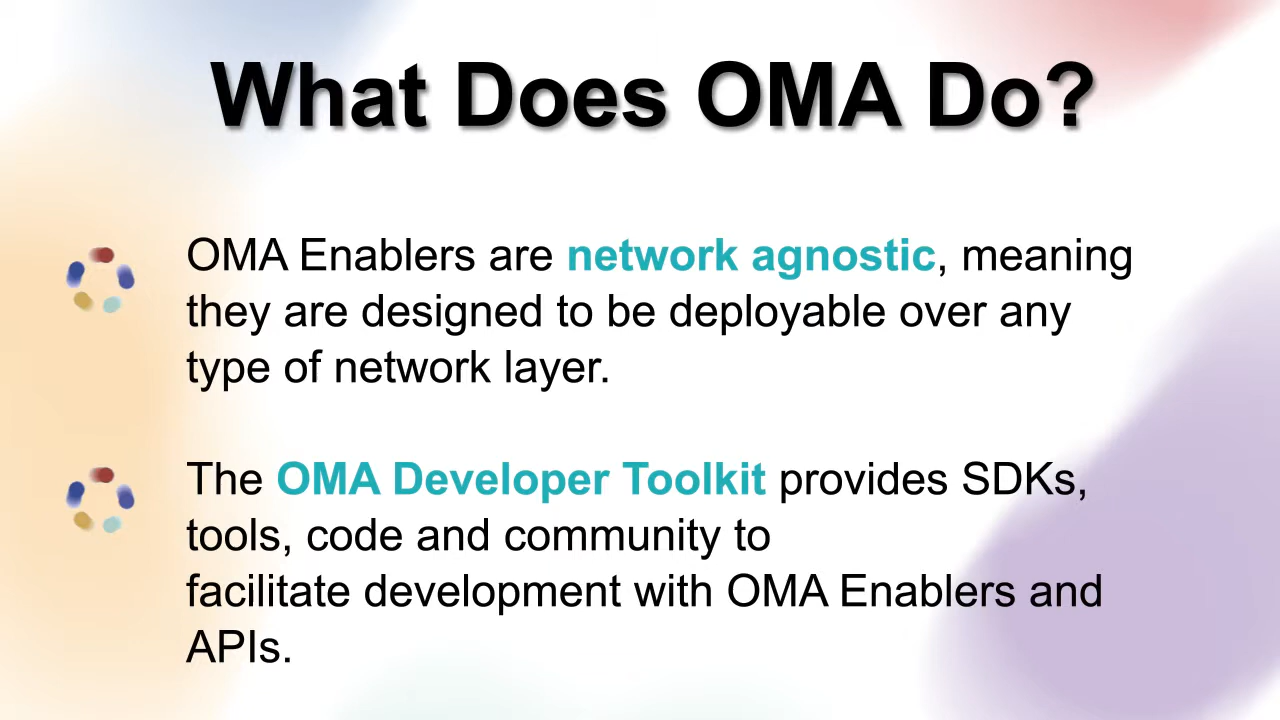 What Does OMA Do?
OMA Enablers are network agnostic, meaning
they are designed to be deployable over any
type of network layer.
The OMA Developer Toolkit provides SDKs,
tools, code and community to
facilitate development with OMA Enablers and
APIs.